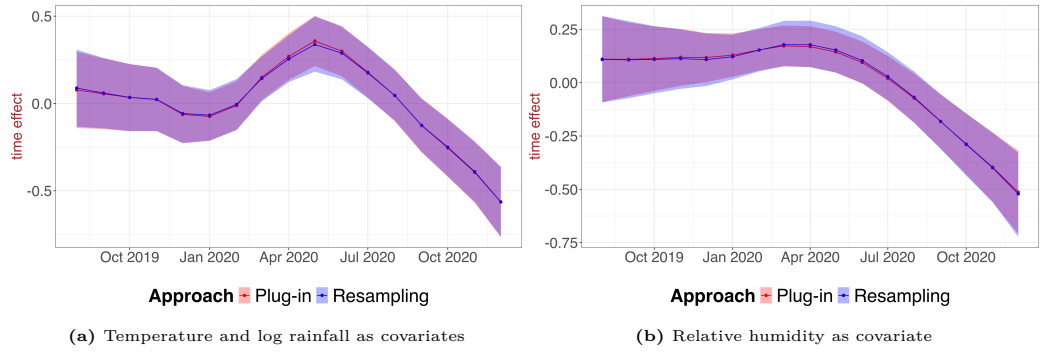 time effect
0.5
0.0
-0.5
Oct 2019 Jan 2020 Apr 2020 Jul 2020 Oct 2020
Approach Plug-in Resampling
(a) Temperature and log rainfall as covariates
time effect
0.25
0.00
-0.25
-0.50
-0.75
Oct 2019 Jan 2020 Apr 2020 Jul 2020 Oct 2020
Approach Plug-in Resampling
(b) Relative humidity as covariate